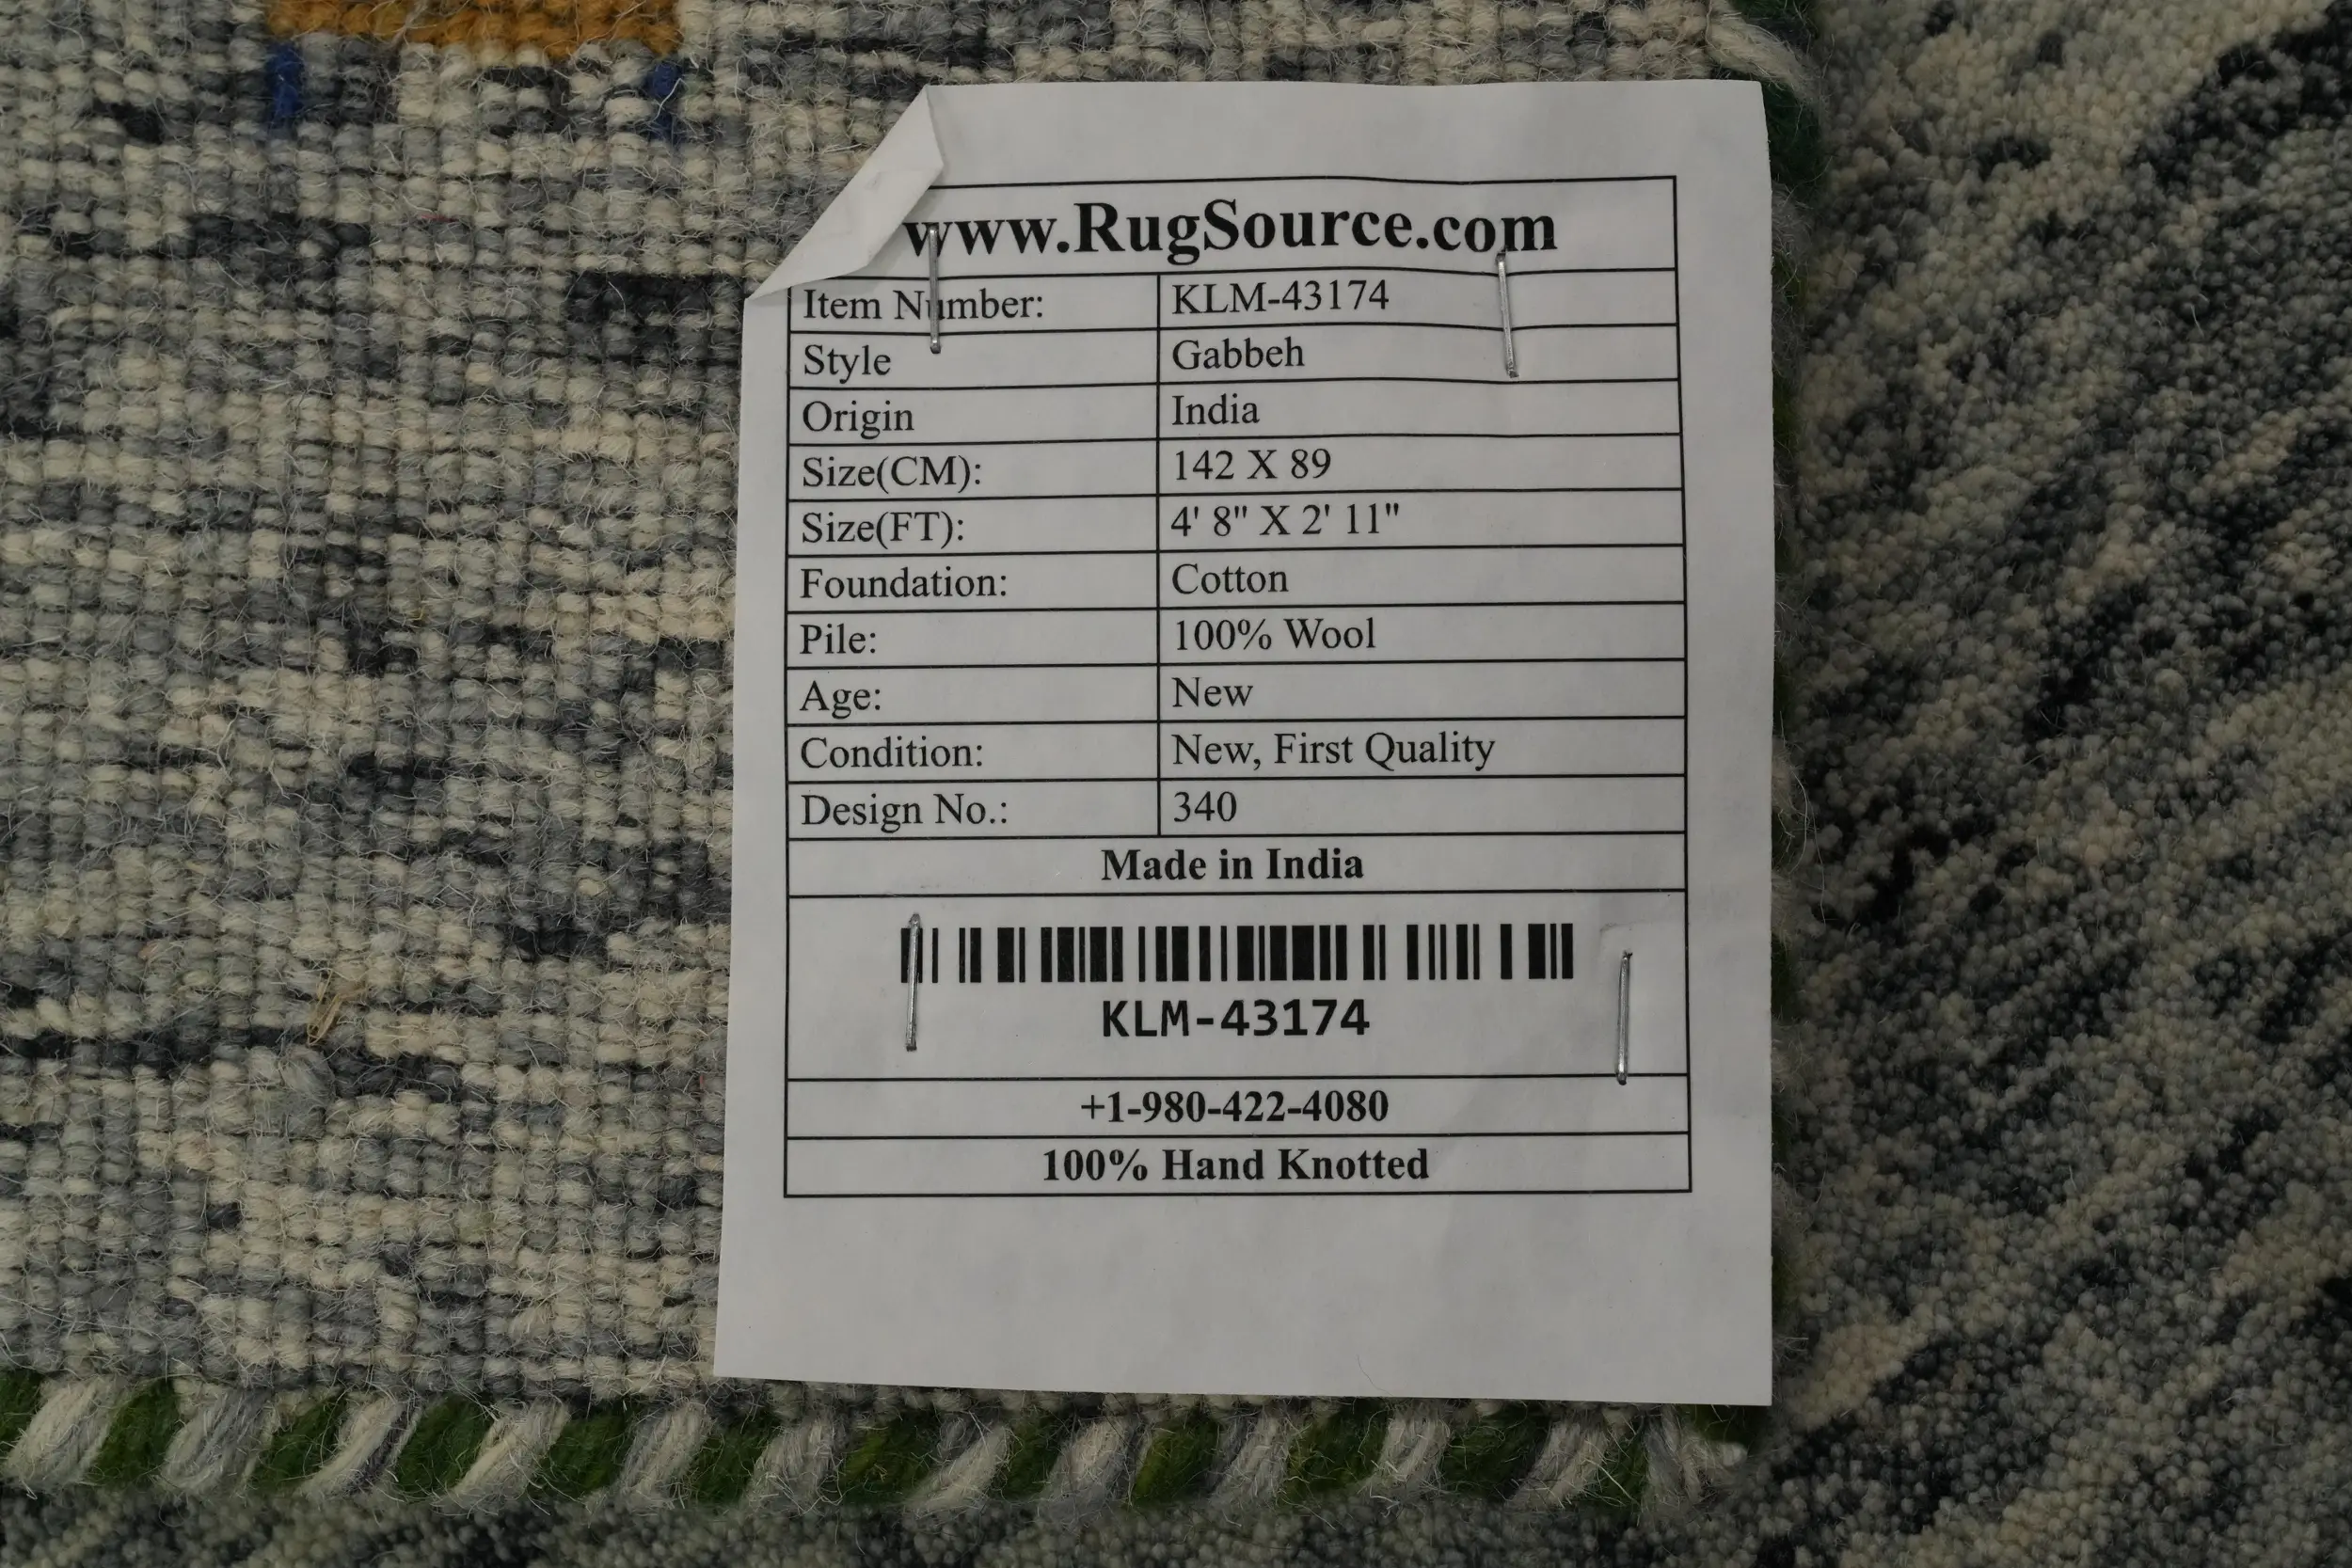 www.RugSource.com
Item Number: KLM-43174
Style Gabbeh
Origin India
Size(CM): 142 X 89
Size(FT): 4' 8" X 2' 11"
Foundation: Cotton
Pile: 100% Wool
Age: New
Condition: New, First Quality
Design No.: 340
Made in India
KLM-43174
+1-980-422-4080
100% Hand Knotted